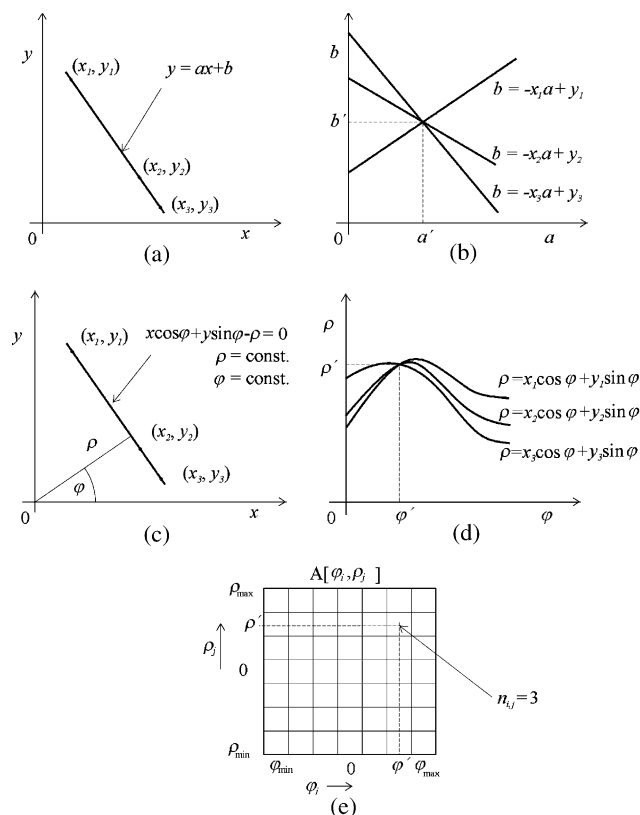 y
(x₁, y₁)
y = ax+b
(x₂, y₂)
(x₃, y₃)
0
x
(a)
b
b = -x₁a + y₁
b´
b = -x₂a + y₂
b = -x₃a + y₃
0
a´
a
(b)
y
(x₁, y₁)
xcosφ+ysinφ-ρ = 0
ρ = const.
φ = const.
ρ
(x₂, y₂)
φ
(x₃, y₃)
0
x
(c)
ρ
ρ´
ρ=x₁cos φ+y₁sin φ
ρ=x₂cos φ+y₂sin φ
ρ=x₃cos φ+y₃sin φ
0
φ´
φ
(d)
A[φᵢ, ρⱼ]
ρmax
ρ´
ρⱼ
0
nᵢ,ⱼ = 3
ρmin
φmin
0
φ´
φmax
φᵢ
(e)